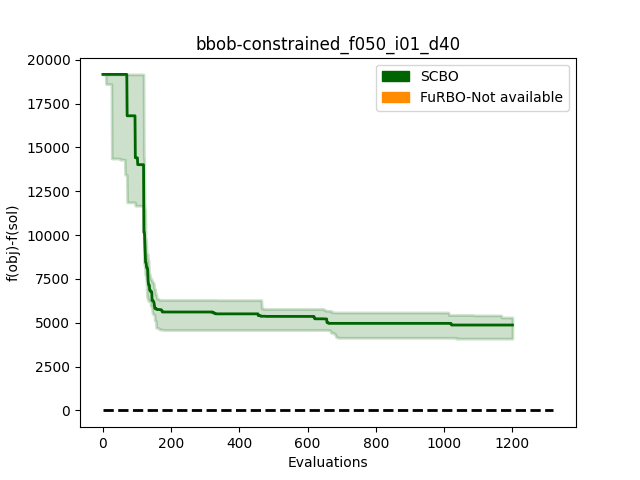 bbob-constrained_f050_i01_d40
SCBO
FuRBO-Not available
f(obj)-f(sol)
20000
17500
15000
12500
10000
7500
5000
2500
0
0 200 400 600 800 1000 1200
Evaluations